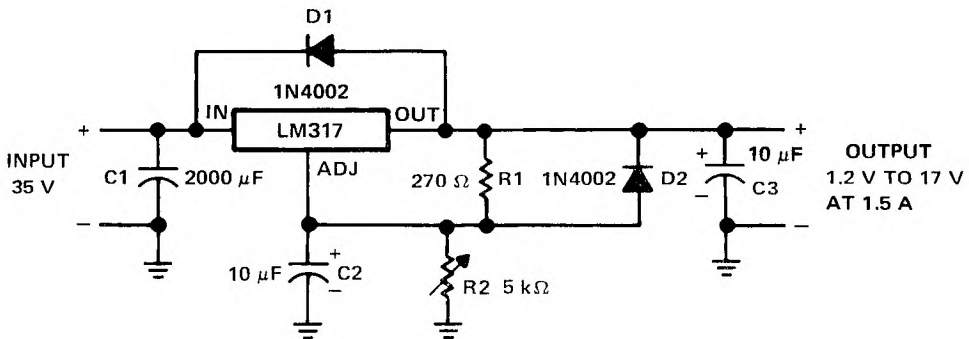 D1
1N4002
IN
OUT
LM317
ADJ
+
INPUT
35 V
−
C1
2000 μF
270 Ω
R1
1N4002
D2
+
10 μF
−
C3
+
OUTPUT
1.2 V TO 17 V
AT 1.5 A
−
10 μF
+
C2
−
R2 5 kΩ